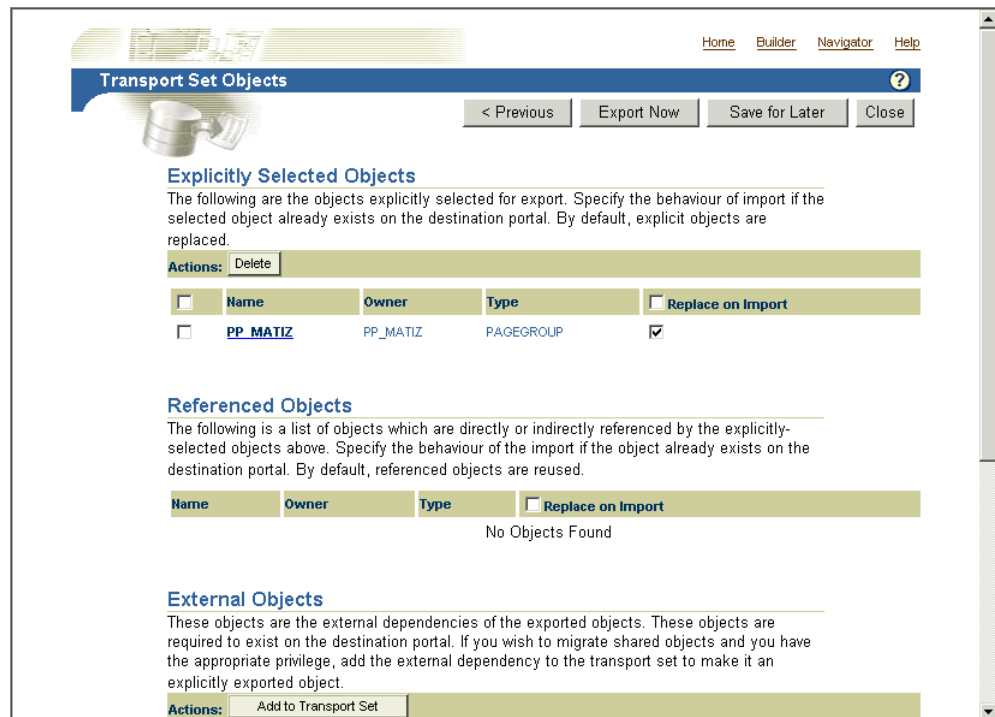 Home Builder Navigator Help
Transport Set Objects ?
< Previous Export Now Save for Later Close
Explicitly Selected Objects
The following are the objects explicitly selected for export. Specify the behaviour of import if the
selected object already exists on the destination portal. By default, explicit objects are
replaced.
Actions: Delete
Name Owner Type Replace on Import
PP_MATIZ PP_MATIZ PAGEGROUP
Referenced Objects
The following is a list of objects which are directly or indirectly referenced by the explicitly-
selected objects above. Specify the behaviour of the import if the object already exists on the
destination portal. By default, referenced objects are reused.
Name Owner Type Replace on Import
No Objects Found
External Objects
These objects are the external dependencies of the exported objects. These objects are
required to exist on the destination portal. If you wish to migrate shared objects and you have
the appropriate privilege, add the external dependency to the transport set to make it an
explicitly exported object.
Actions: Add to Transport Set